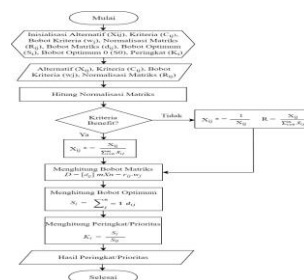 Mulai
Inisialisasi Alternatif (Xij), Kriteria (Cij),
Bobot Kriteria (wj), Normalisasi Matriks
(Rij), Bobot Matriks (dij), Bobot Optimum
(Si), Bobot Optimum 0 (S0), Peringkat (Ki)
Alternatif (Xij), Kriteria (Cij), Bobot
Kriteria (wj), Normalisasi Matriks (Rij)
Hitung Normalisasi Matriks
Kriteria
Benefit?
Tidak
Ya
Menghitung Bobot Matriks
Menghitung Bobot Optimum
Menghitung Peringkat/Prioritas
Hasil Peringkat/Prioritas
Selesai